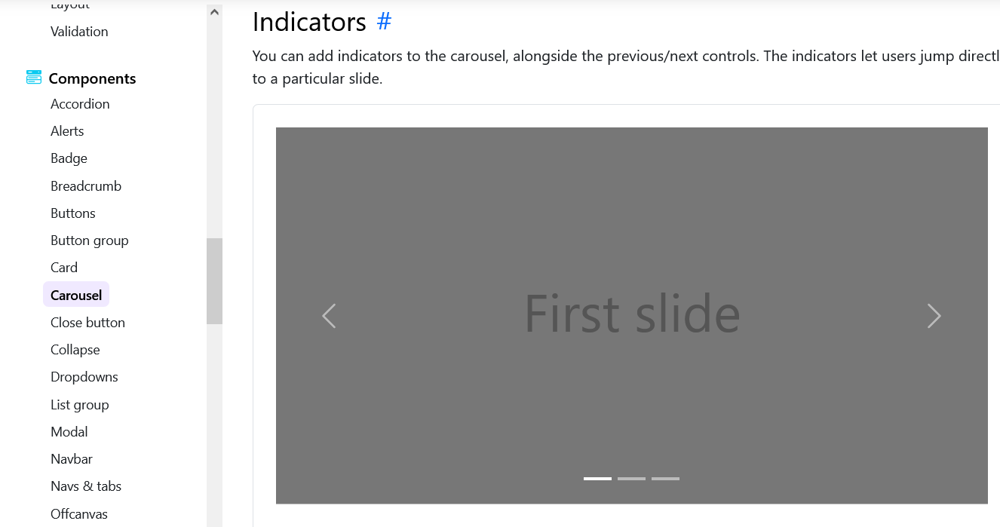 Layout
Validation
Components
Accordion
Alerts
Badge
Breadcrumb
Buttons
Button group
Card
Carousel
Close button
Collapse
Dropdowns
List group
Modal
Navbar
Navs & tabs
Offcanvas
Indicators #
You can add indicators to the carousel, alongside the previous/next controls. The indicators let users jump directl
to a particular slide.
First slide